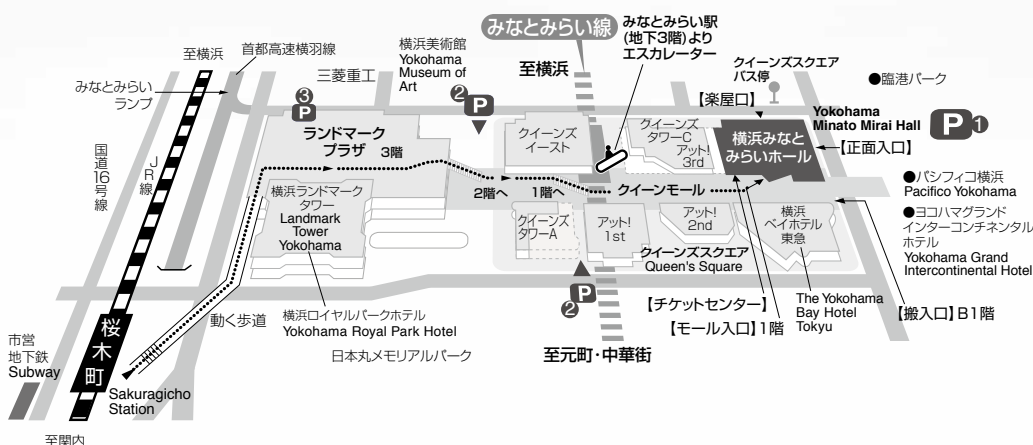 至横浜
首都高速横羽線
みなとみらい
ランプ
国道16号線
JR線
三菱重工
横浜美術館
Yokohama
Museum of
Art
みなとみらい線
至横浜
みなとみらい駅
(地下3階)より
エスカレーター
クイーンズスクエア
バス停
●臨港パーク
【楽屋口】
Yokohama
Minato Mirai Hall
P❶
❸
P
❷
P
ランドマーク
プラザ 3階
クイーンズ
イースト
クイーンズ
タワーC
アット!
3rd
横浜みなと
みらいホール
【正面入口】
横浜ランドマーク
タワー
Landmark
Tower
Yokohama
2階へ
1階へ
クイーンモール
●パシフィコ横浜
Pacifico Yokohama
●ヨコハマグランド
インターコンチネンタル
ホテル
Yokohama Grand
Intercontinental Hotel
クイーンズ
タワーA
アット!
1st
アット!
2nd
横浜
ベイホテル
東急
クイーンズスクエア
Queen's Square
❷
P
【チケットセンター】
【モール入口】1階
The Yokohama
Bay Hotel
Tokyu
【搬入口】B1階
動く歩道
横浜ロイヤルパークホテル
Yokohama Royal Park Hotel
日本丸メモリアルパーク
至元町・中華街
桜木町
市営
地下鉄
Subway
Sakuragicho
Station
至関内